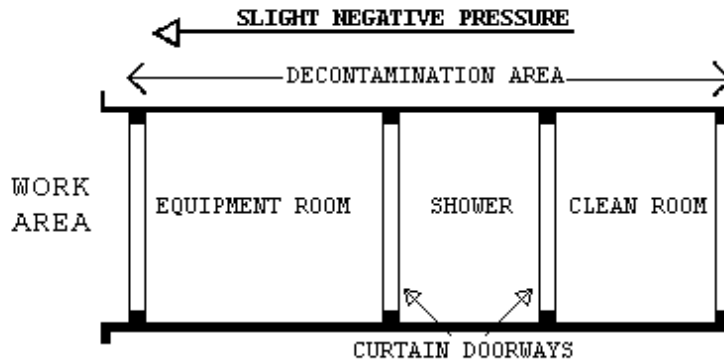 SLIGHT NEGATIVE PRESSURE
DECONTAMINATION AREA
WORK
AREA
EQUIPMENT ROOM
SHOWER
CLEAN ROOM
CURTAIN DOORWAYS